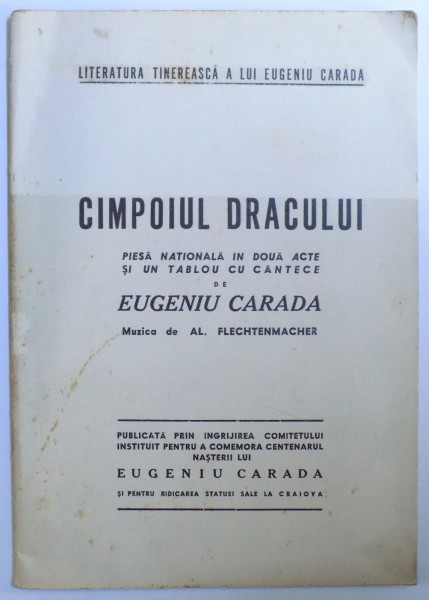 LITERATURA TINEREASCĂ A LUI EUGENIU CARADA
CIMPOIUL DRACULUI
PIESĂ NATIONALĂ IN DOUĂ ACTE
ȘI UN TABLOU CU CANTECE
DE
EUGENIU CARADA
Muzica de AL. FLECHTENMACHER
PUBLICATĂ PRIN INGRIJIREA COMITETULUI
INSTITUIT PENTRU A COMEMORA CENTENARUL
NAȘTERII LUI
EUGENIU CARADA
ȘI PENTRU RIDICAREA STATUEI SALE LA CRAIOVA